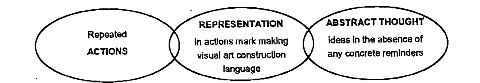 Repeated
ACTIONS
REPRESENTATION
in actions mark making
visual art construction
language
ABSTRACT THOUGHT
ideas in the absence of
any concrete reminders